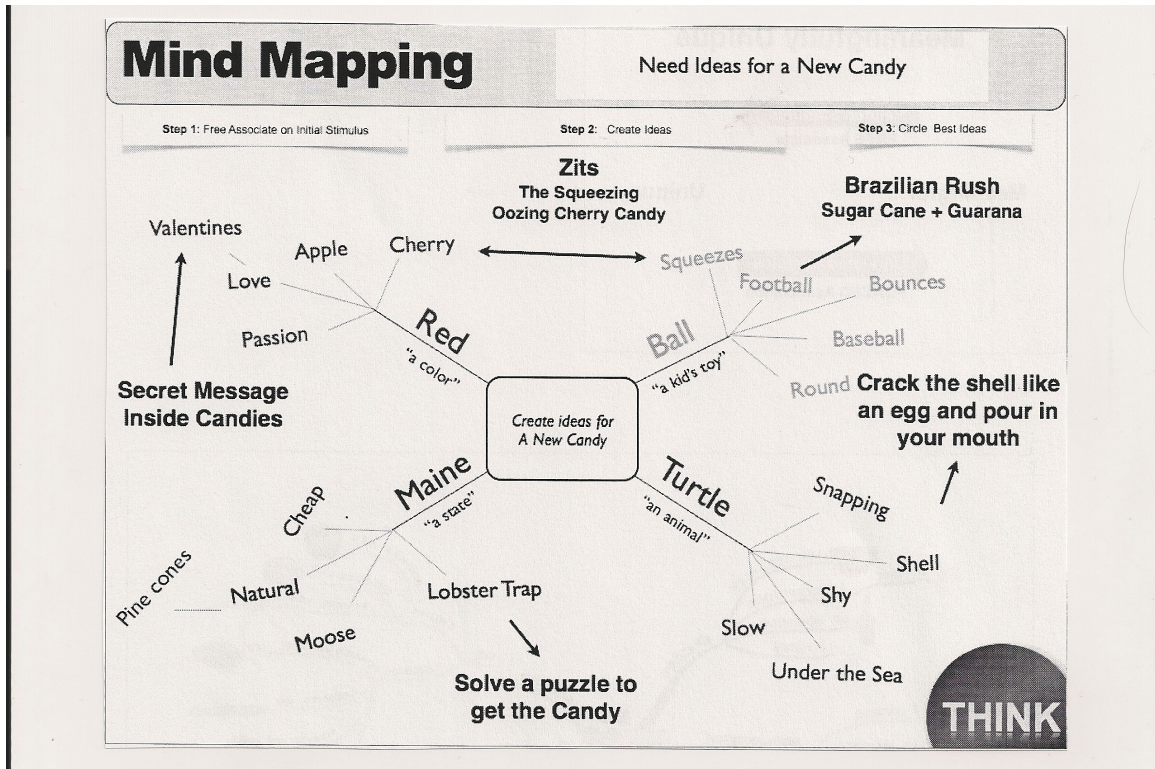 Mind Mapping
Need Ideas for a New Candy
Step 1: Free Associate on Initial Stimulus
Step 2: Create Ideas
Step 3: Circle Best Ideas
Zits
The Squeezing
Oozing Cherry Candy
Brazilian Rush
Sugar Cane + Guarana
Valentines
Apple
Cherry
Love
Passion
Red
"a color"
Secret Message
Inside Candies
Squeezes
Football
Bounces
Baseball
Round
Ball
"a kid's toy"
Crack the shell like
an egg and pour in
your mouth
Create ideas for
A New Candy
Maine
"a state"
Cheap
Pine cones
Natural
Moose
Lobster Trap
Solve a puzzle to
get the Candy
Turtle
"an animal"
Snapping
Shell
Shy
Slow
Under the Sea
THINK